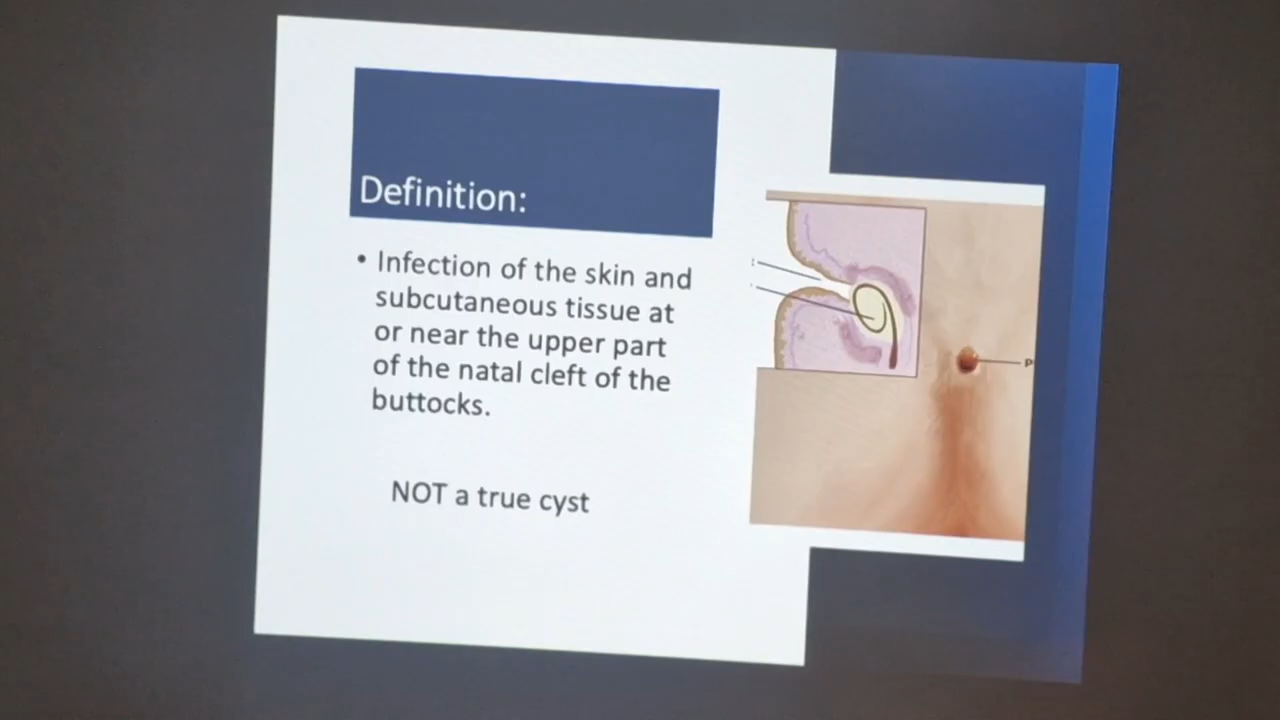 Definition:
• Infection of the skin and
subcutaneous tissue at
or near the upper part
of the natal cleft of the
buttocks.
NOT a true cyst
P